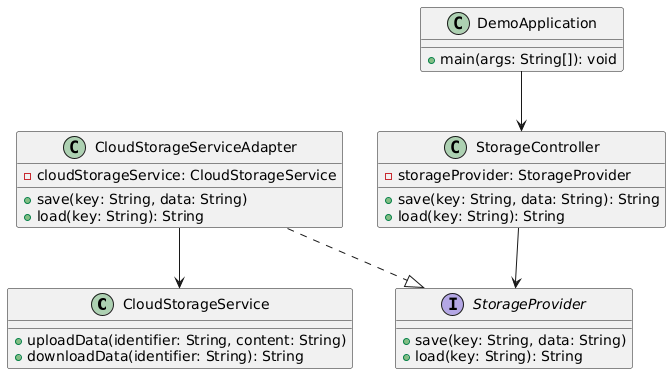 C DemoApplication
main(args: String[]): void
C CloudStorageServiceAdapter
cloudStorageService: CloudStorageService
save(key: String, data: String)
load(key: String): String
C StorageController
storageProvider: StorageProvider
save(key: String, data: String): String
load(key: String): String
C CloudStorageService
uploadData(identifier: String, content: String)
downloadData(identifier: String): String
I StorageProvider
save(key: String, data: String)
load(key: String): String